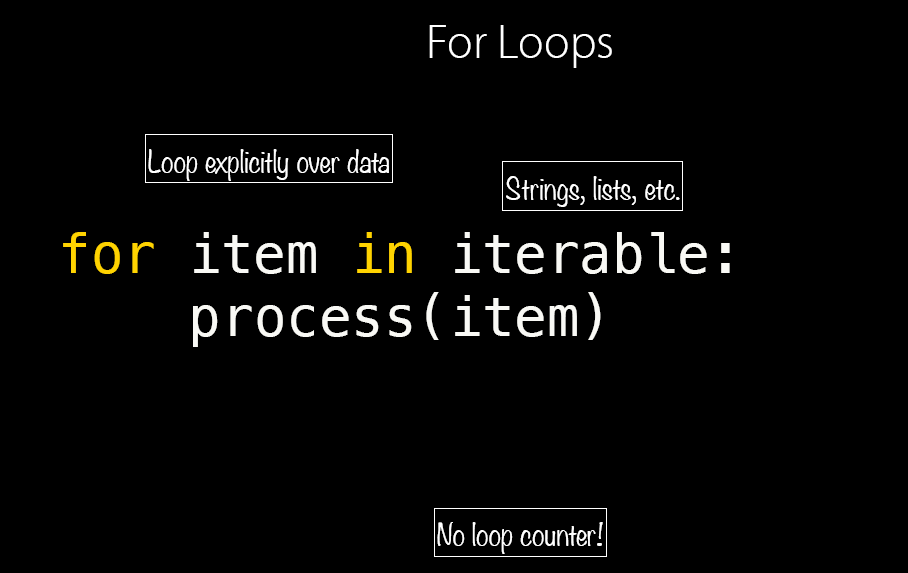 For Loops
Loop explicitly over data
Strings, lists, etc.
for item in iterable:
    process(item)
No loop counter!